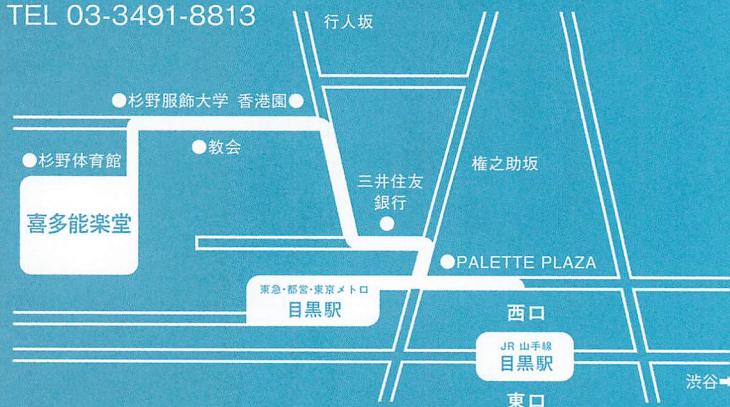 TEL 03-3491-8813
行人坂
●杉野服飾大学 香港園●
●教会
●杉野体育館
権之助坂
三井住友
銀行
喜多能楽堂
●PALETTE PLAZA
東急・都営・東京メトロ
目黒駅
西口
JR 山手線
目黒駅
渋谷➡
東口